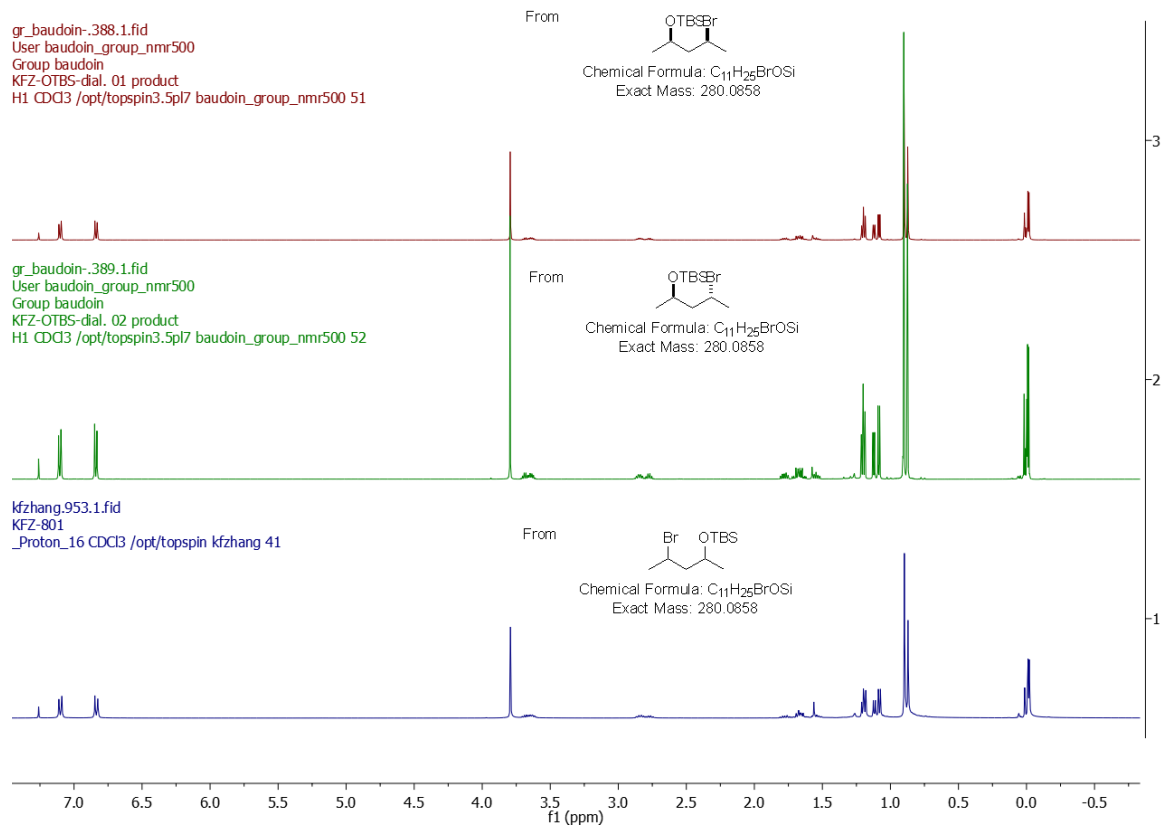 gr_baudoin-.388.1.fid
User baudoin_group_nmr500
Group baudoin
KFZ-OTBS-dial. 01 product
H1 CDCl3 /opt/topspin3.5pl7 baudoin_group_nmr500 51
From
OTBSBr
Chemical Formula: C₁₁H₂₅BrOSi
Exact Mass: 280.0858
3
gr_baudoin-.389.1.fid
User baudoin_group_nmr500
Group baudoin
KFZ-OTBS-dial. 02 product
H1 CDCl3 /opt/topspin3.5pl7 baudoin_group_nmr500 52
From
OTBSBr
Chemical Formula: C₁₁H₂₅BrOSi
Exact Mass: 280.0858
2
kfzhang.953.1.fid
KFZ-801
_Proton_16 CDCl3 /opt/topspin kfzhang 41
From
Br OTBS
Chemical Formula: C₁₁H₂₅BrOSi
Exact Mass: 280.0858
1
7.0 6.5 6.0 5.5 5.0 4.5 4.0 3.5 3.0 2.5 2.0 1.5 1.0 0.5 0.0 -0.5
f1 (ppm)